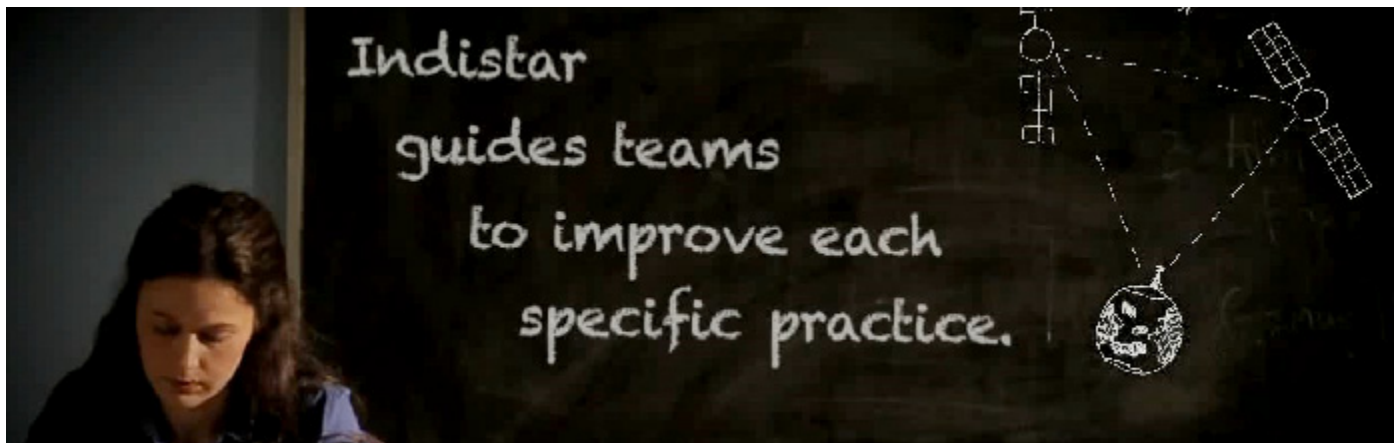 Indistar
guides teams
to improve each
specific practice.